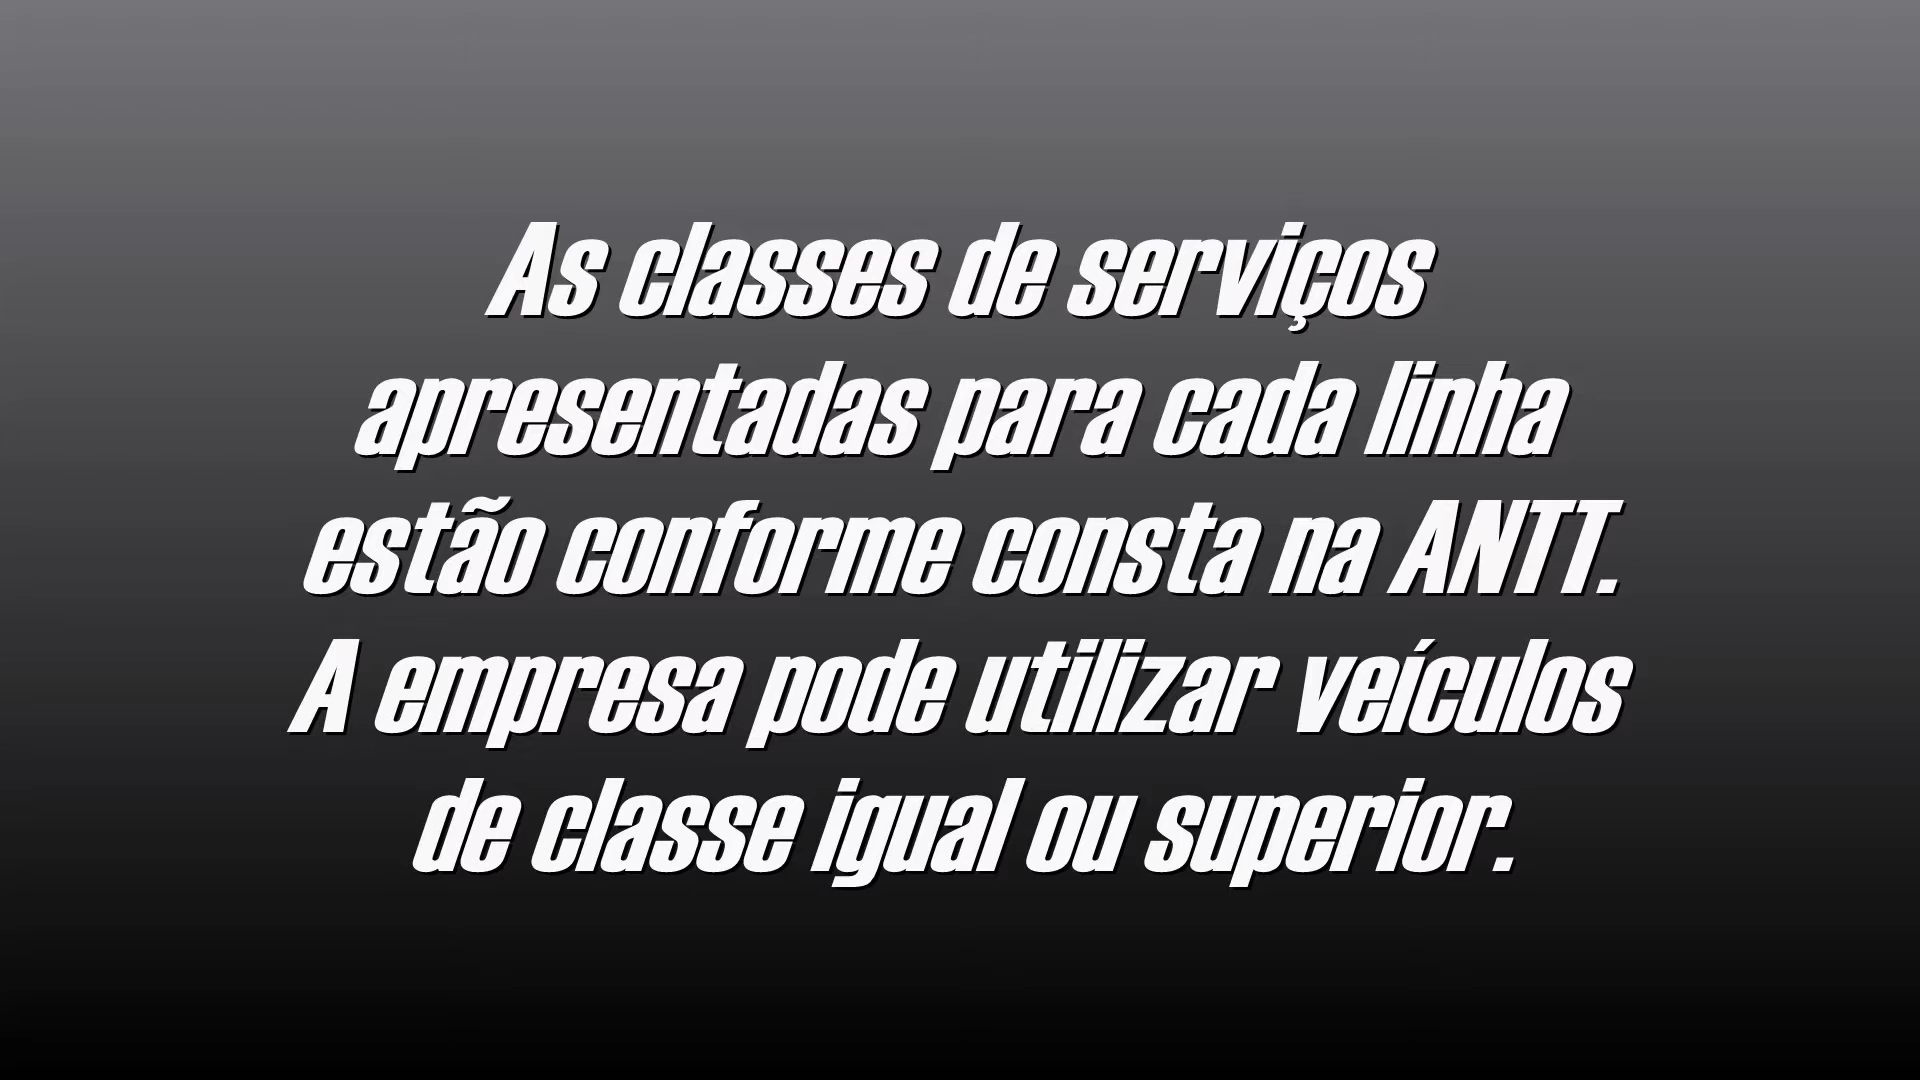 As classes de serviços
apresentadas para cada linha
estão conforme consta na ANTT.
A empresa pode utilizar veículos
de classe igual ou superior.